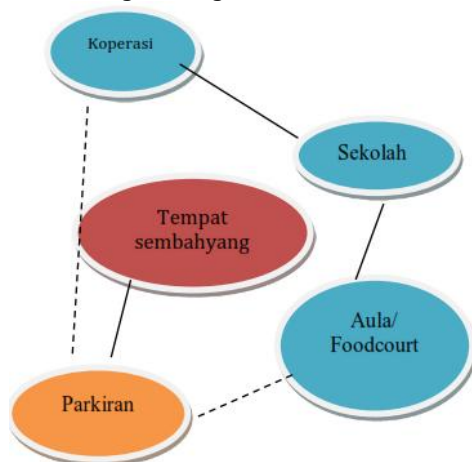 Koperasi
Sekolah
Tempat
sembahyang
Aula/
Foodcourt
Parkiran